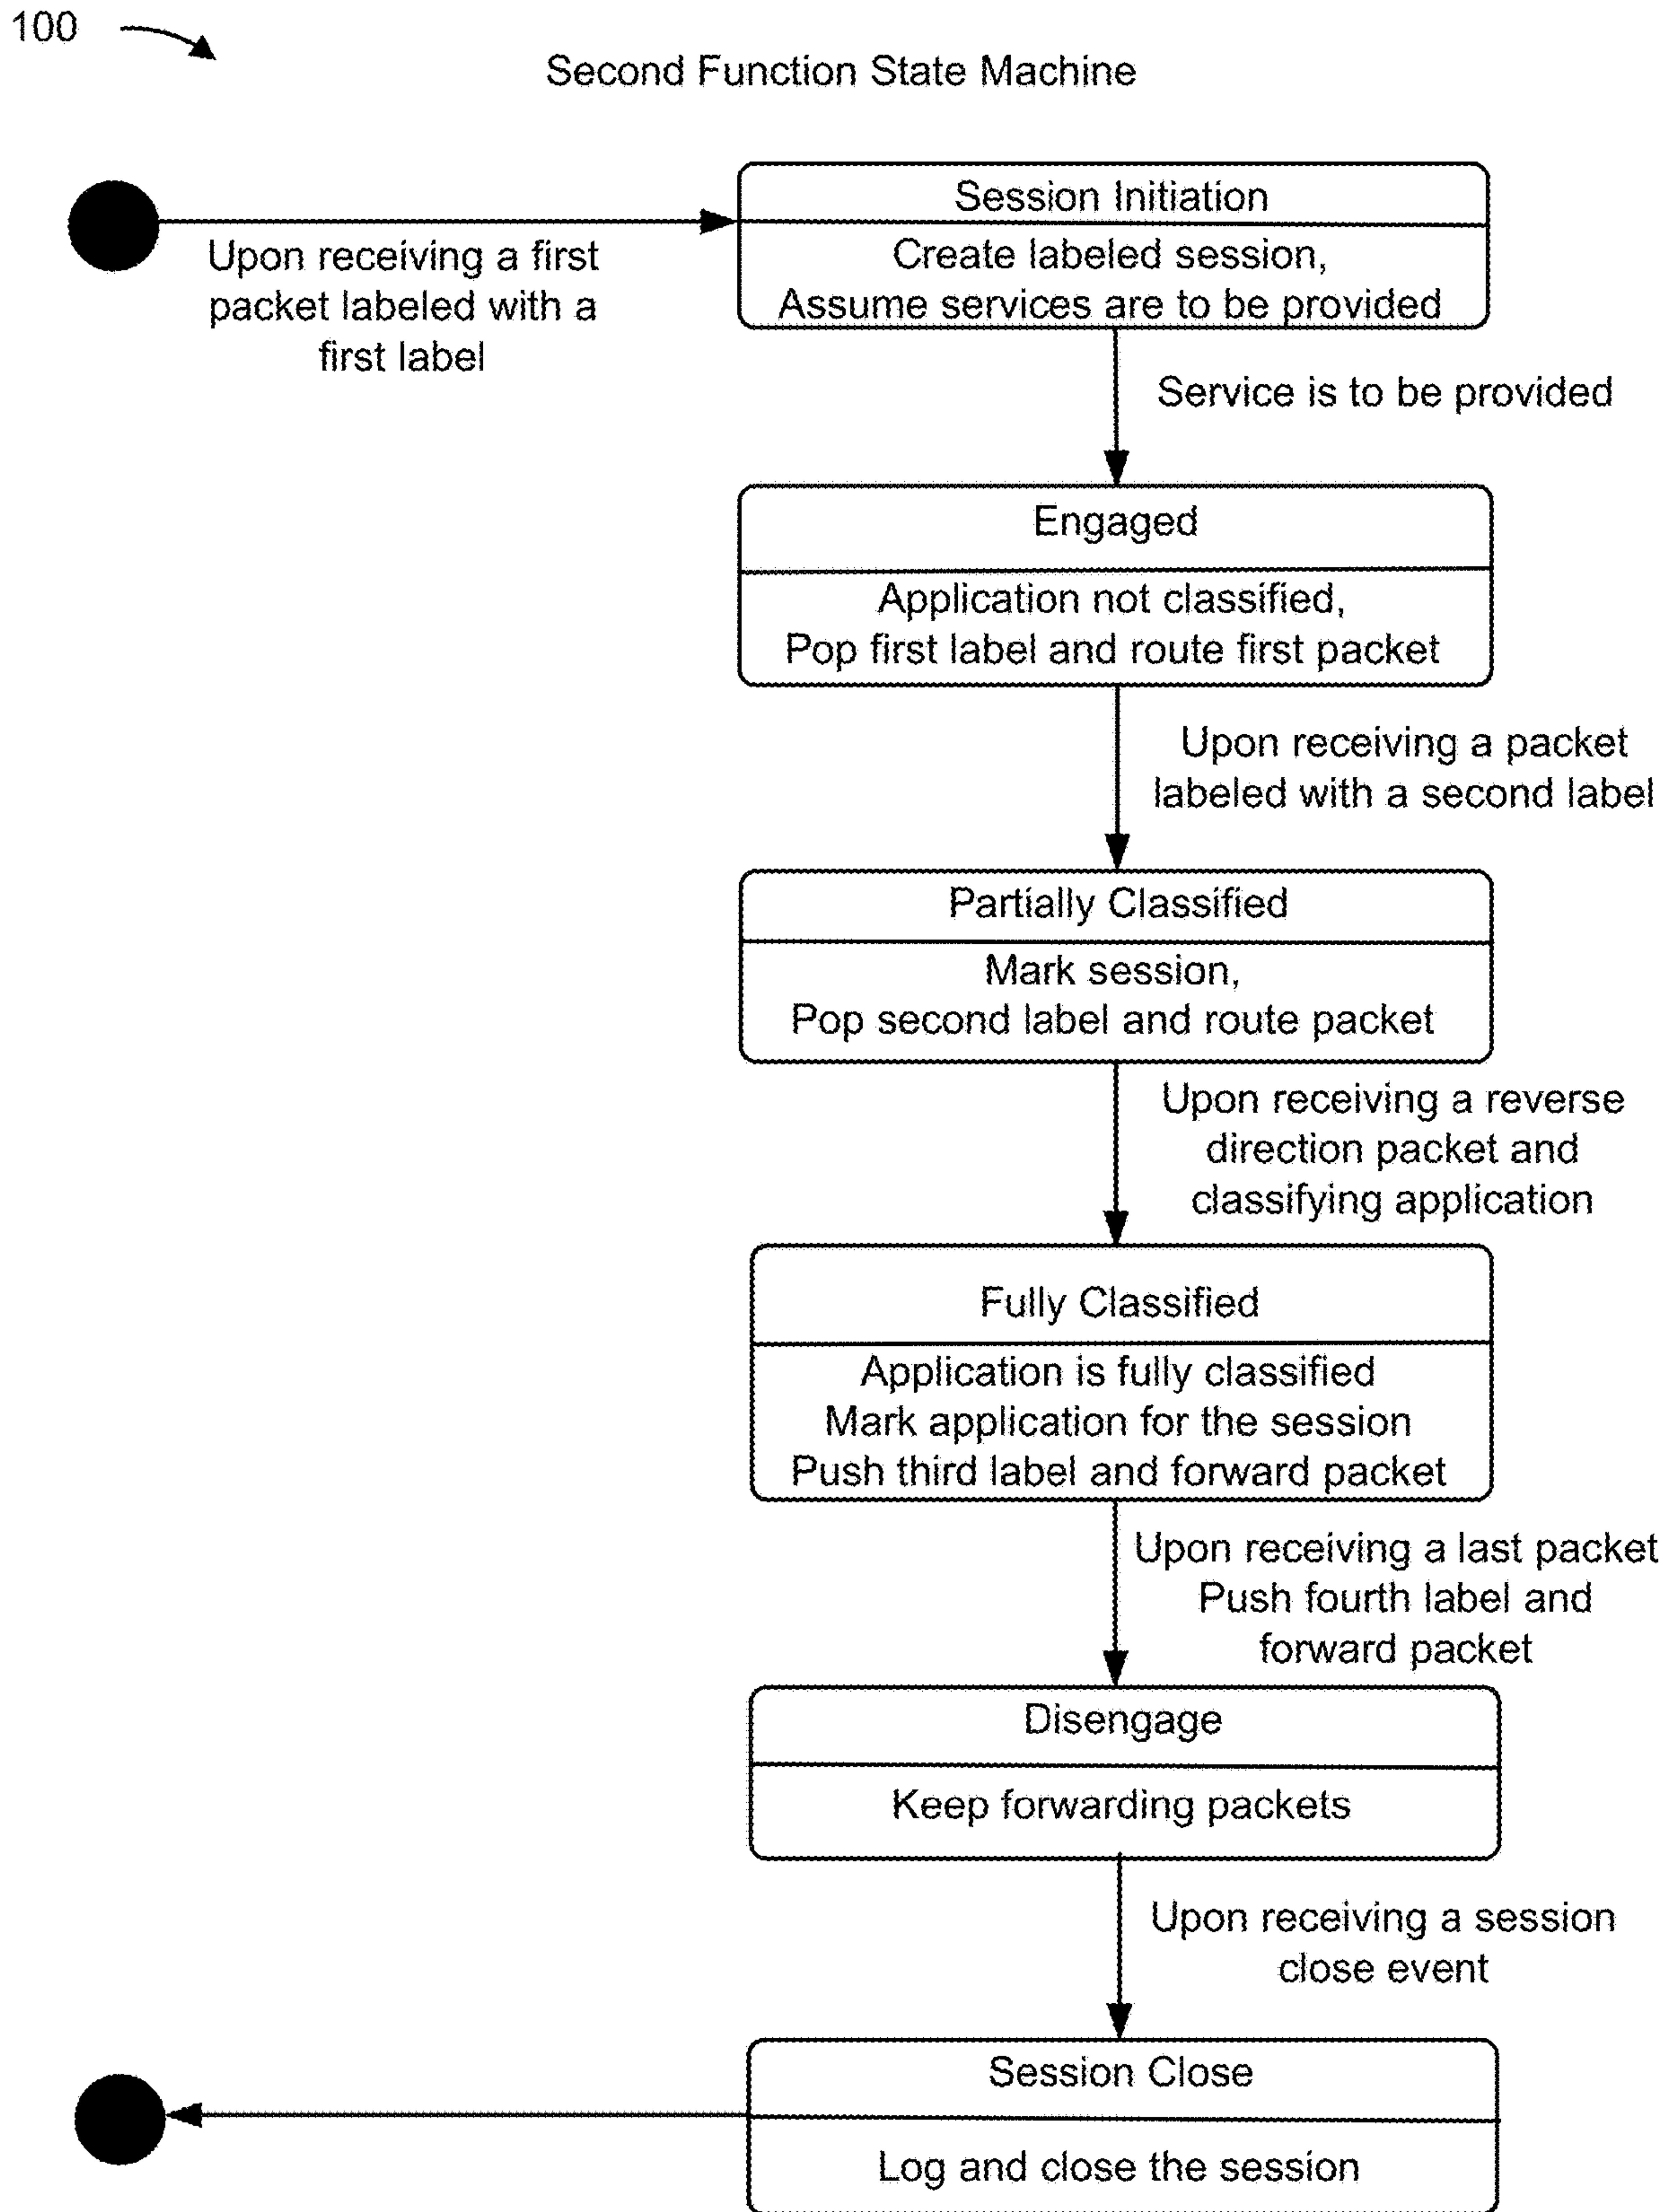 100
Second Function State Machine
Session Initiation
Upon receiving a first
packet labeled with a
first label
Create labeled session,
Assume services are to be provided
Service is to be provided
Engaged
Application not classified,
Pop first label and route first packet
Upon receiving a packet
labeled with a second label
Partially Classified
Mark session,
Pop second label and route packet
Upon receiving a reverse
direction packet and
classifying application
Fully Classified
Application is fully classified
Mark application for the session
Push third label and forward packet
Upon receiving a last packet
Push fourth label and
forward packet
Disengage
Keep forwarding packets
Upon receiving a session
close event
Session Close
Log and close the session